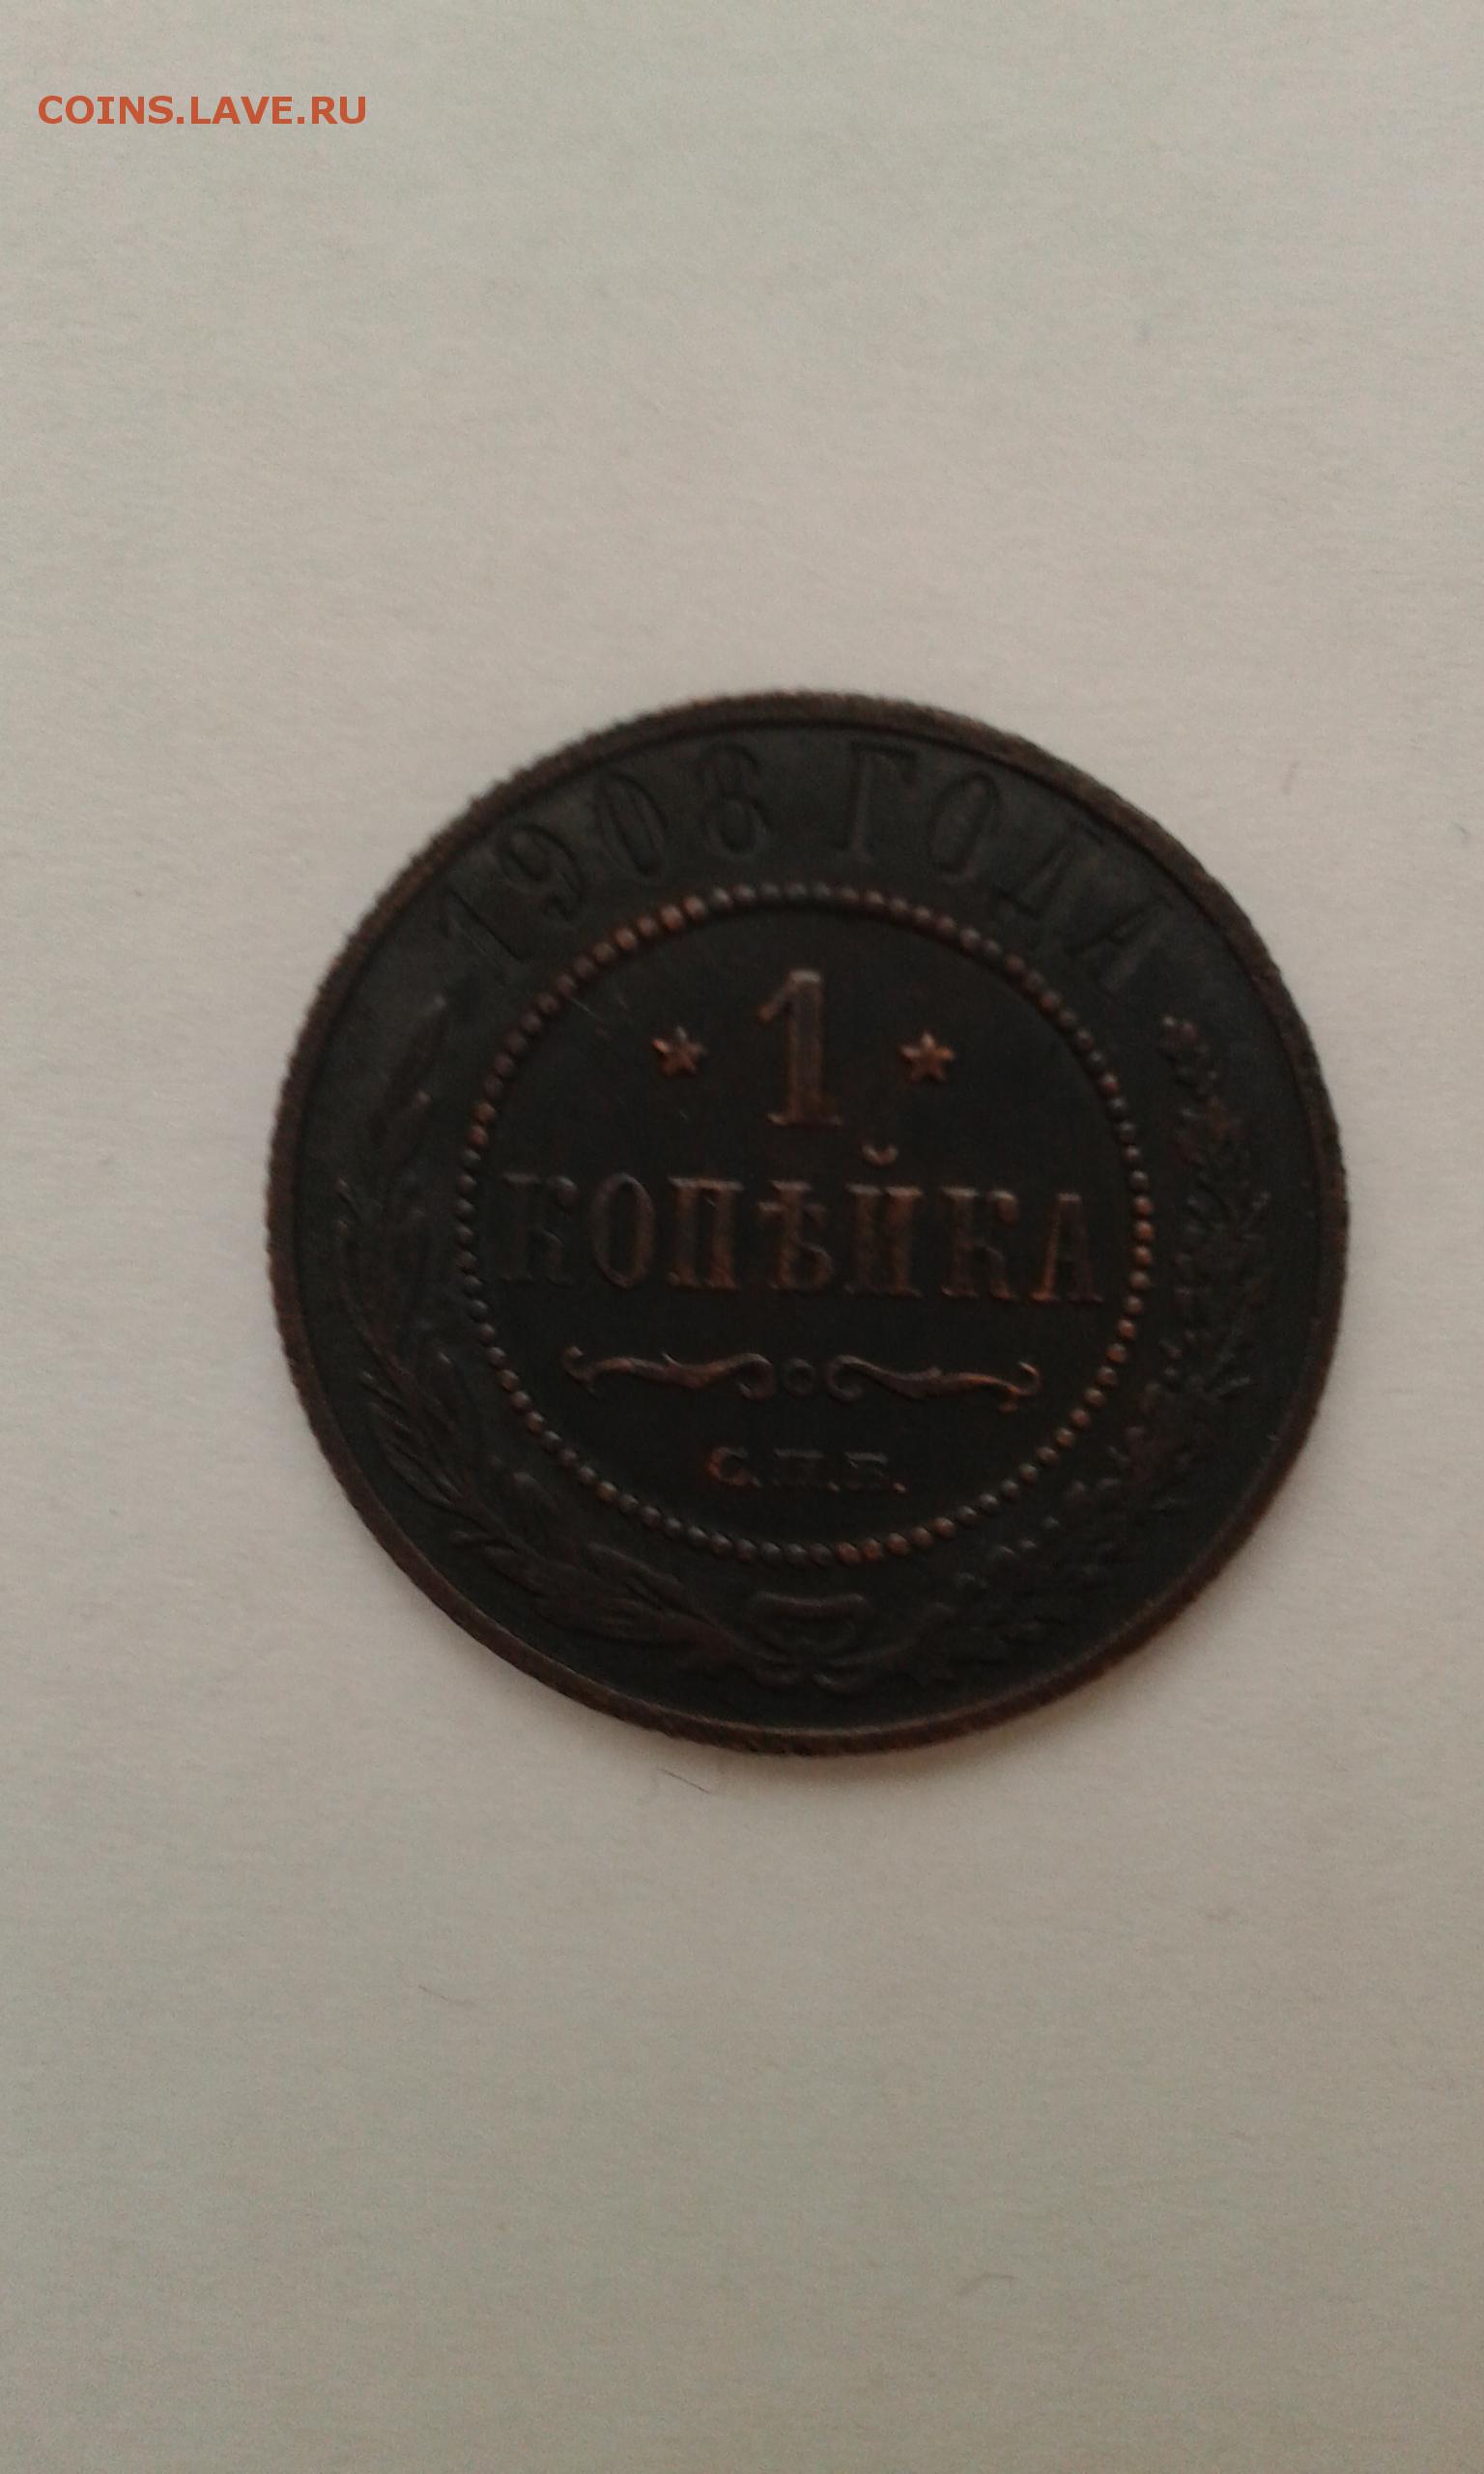 COINS.LAVE.RU
1908 ГОДА
* 1 *
КОПѢЙКА
С.П.Б.